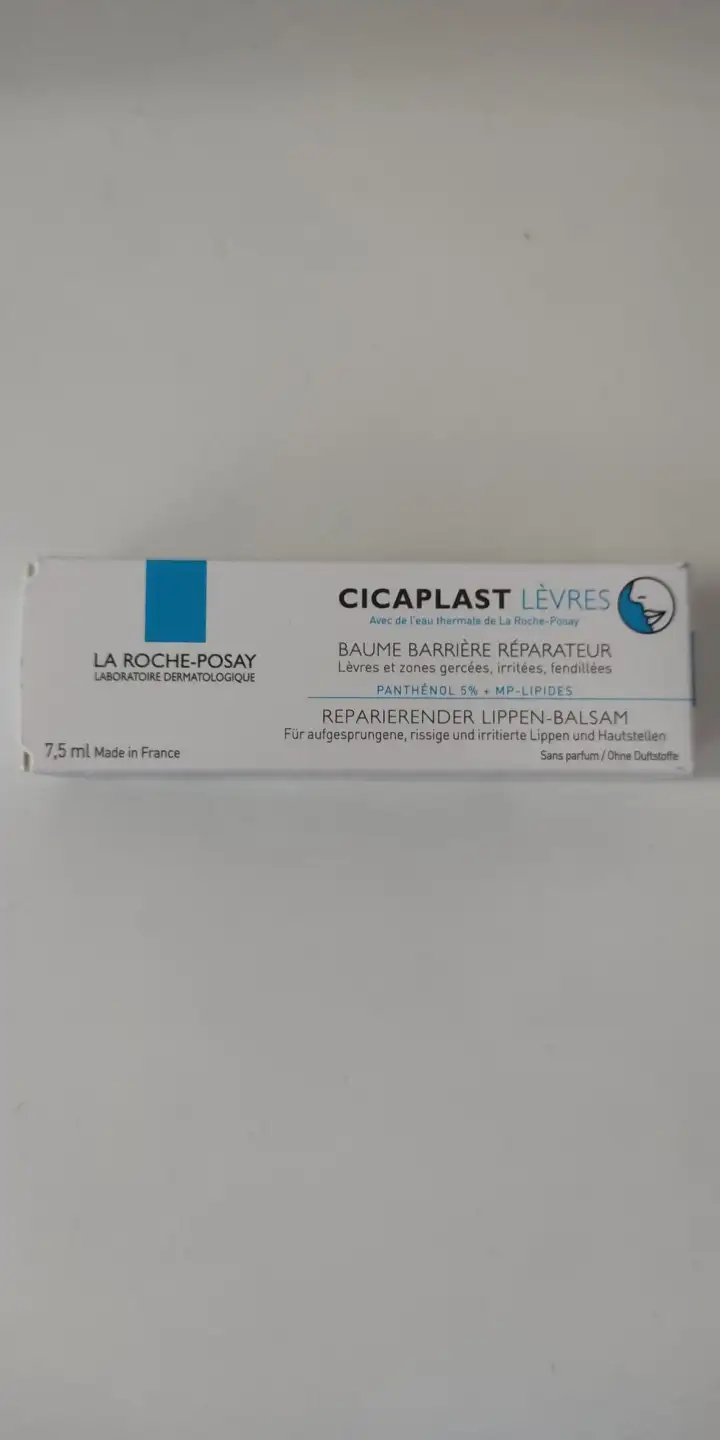 LA ROCHE-POSAY
LABORATOIRE DERMATOLOGIQUE
7,5 ml Made in France
CICAPLAST LÈVRES
Avec de l'eau thermale de La Roche-Posay
BAUME BARRIÈRE RÉPARATEUR
Lèvres et zones gercées, irritées, fendillées
PANTHÉNOL 5% + MP-LIPIDES
REPARIERENDER LIPPEN-BALSAM
Für aufgesprungene, rissige und irritierte Lippen und Hautstellen
Sans parfum / Ohne Duftstoffe